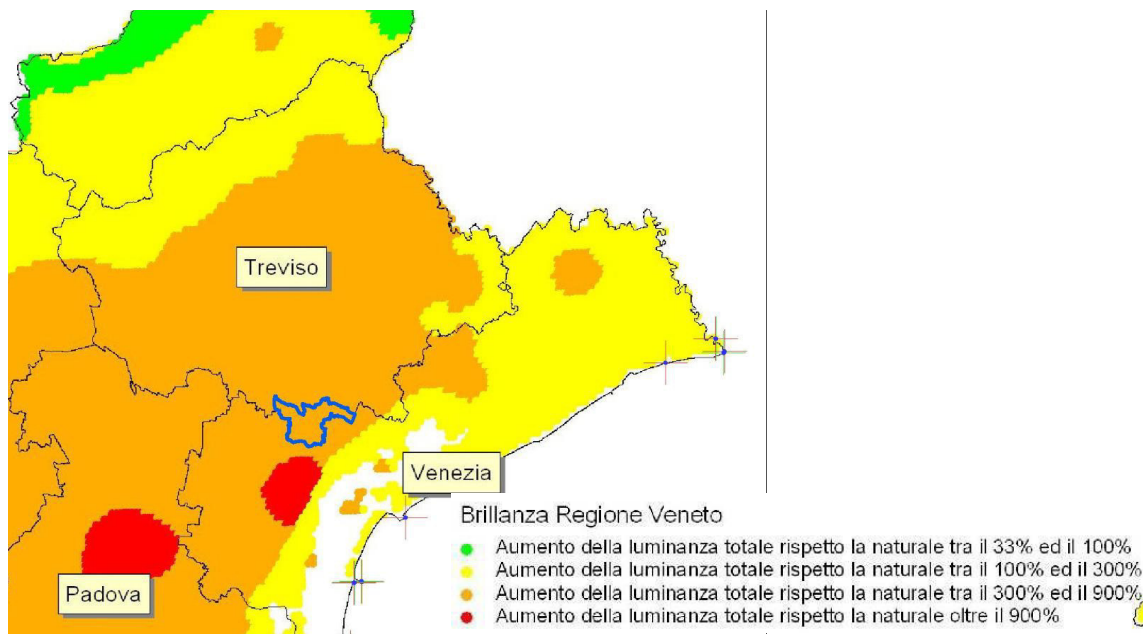 Treviso
Venezia
Padova
Brillanza Regione Veneto
Aumento della luminanza totale rispetto la naturale tra il 33% ed il 100%
Aumento della luminanza totale rispetto la naturale tra il 100% ed il 300%
Aumento della luminanza totale rispetto la naturale tra il 300% ed il 900%
Aumento della luminanza totale rispetto la naturale oltre il 900%